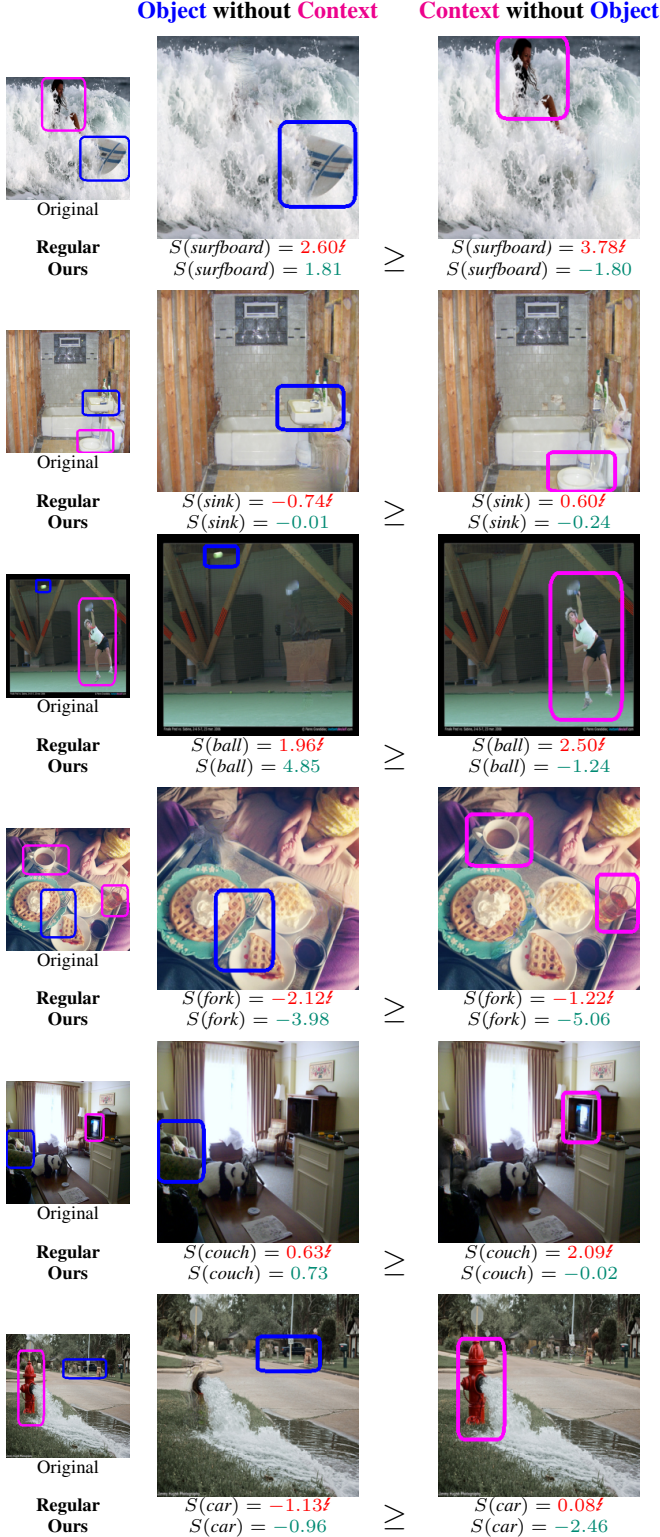 Object without Context Context without Object
Original
Regular S(surfboard) = 2.60 ≥ S(surfboard) = 3.78
Ours S(surfboard) = 1.81 S(surfboard) = −1.80
Original
Regular S(sink) = −0.74 ≥ S(sink) = 0.60
Ours S(sink) = −0.01 S(sink) = −0.24
Original
Regular S(ball) = 1.96 ≥ S(ball) = 2.50
Ours S(ball) = 4.85 S(ball) = −1.24
Original
Regular S(fork) = −2.12 ≥ S(fork) = −1.22
Ours S(fork) = −3.98 S(fork) = −5.06
Original
Regular S(couch) = 0.63 ≥ S(couch) = 2.09
Ours S(couch) = 0.73 S(couch) = −0.02
Original
Regular S(car) = −1.13 ≥ S(car) = 0.08
Ours S(car) = −0.96 S(car) = −2.46